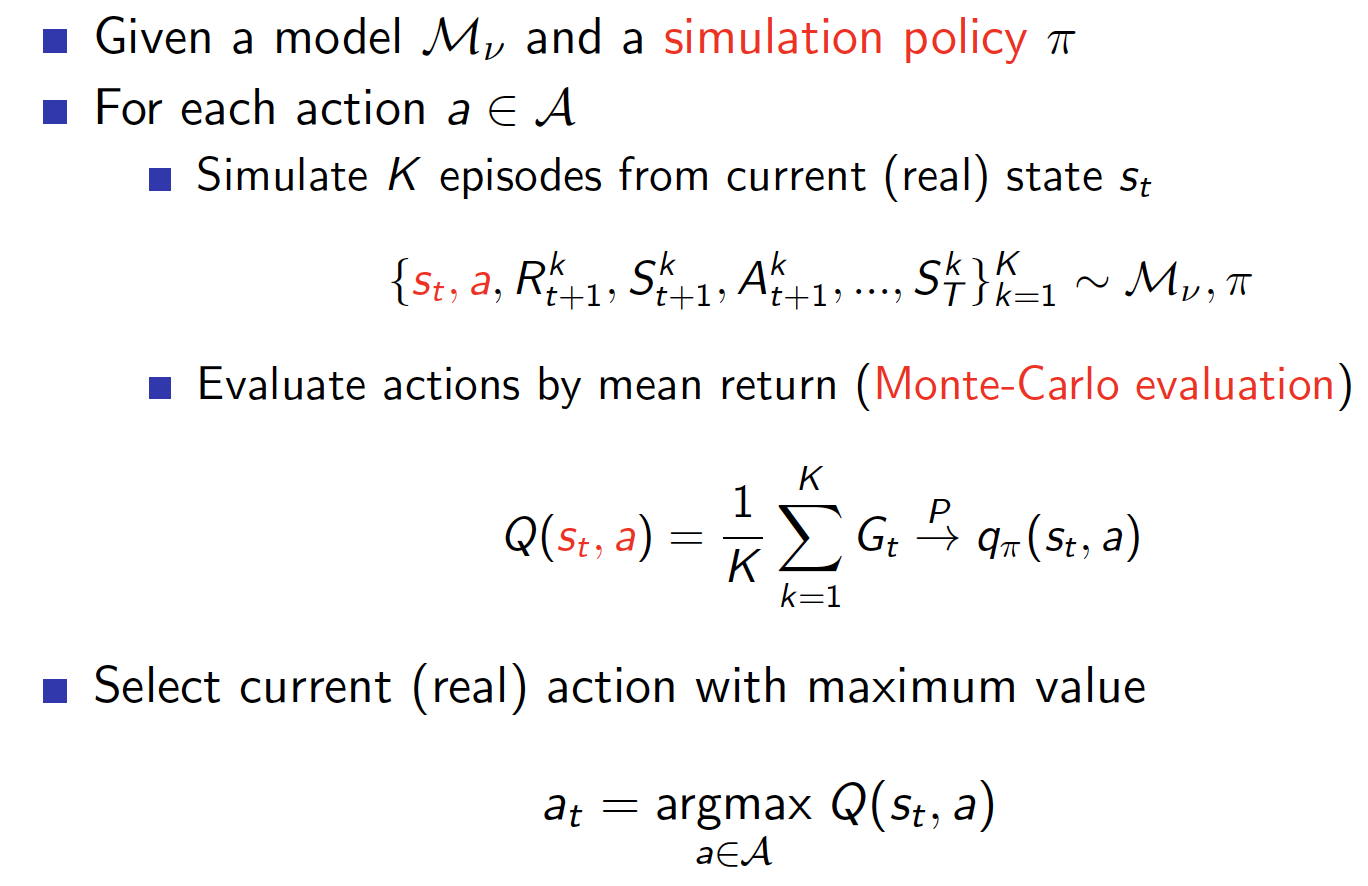 Given a model $\mathcal{M}_\nu$ and a simulation policy $\pi$
For each action $a \in \mathcal{A}$
Simulate $K$ episodes from current (real) state $s_t$
$\{s_t, a, R_{t+1}^k, S_{t+1}^k, A_{t+1}^k, ..., S_T^k\}_{k=1}^K \sim \mathcal{M}_\nu, \pi$
Evaluate actions by mean return (Monte-Carlo evaluation)
$Q(s_t, a) = \frac{1}{K} \sum_{k=1}^{K} G_t \overset{P}{\rightarrow} q_\pi(s_t, a)$
Select current (real) action with maximum value
$a_t = \underset{a \in \mathcal{A}}{\text{argmax}}\ Q(s_t, a)$